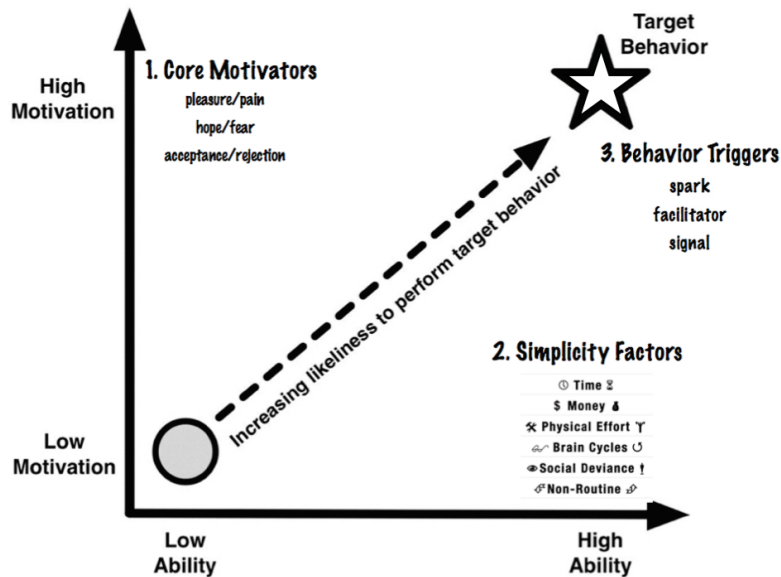 Target
Behavior
High
Motivation
1. Core Motivators
pleasure/pain
hope/fear
acceptance/rejection
3. Behavior Triggers
spark
facilitator
signal
Increasing likeliness to perform target behavior
2. Simplicity Factors
Time
$ Money
Physical Effort
Brain Cycles
Social Deviance
Non-Routine
Low
Motivation
Low
Ability
High
Ability